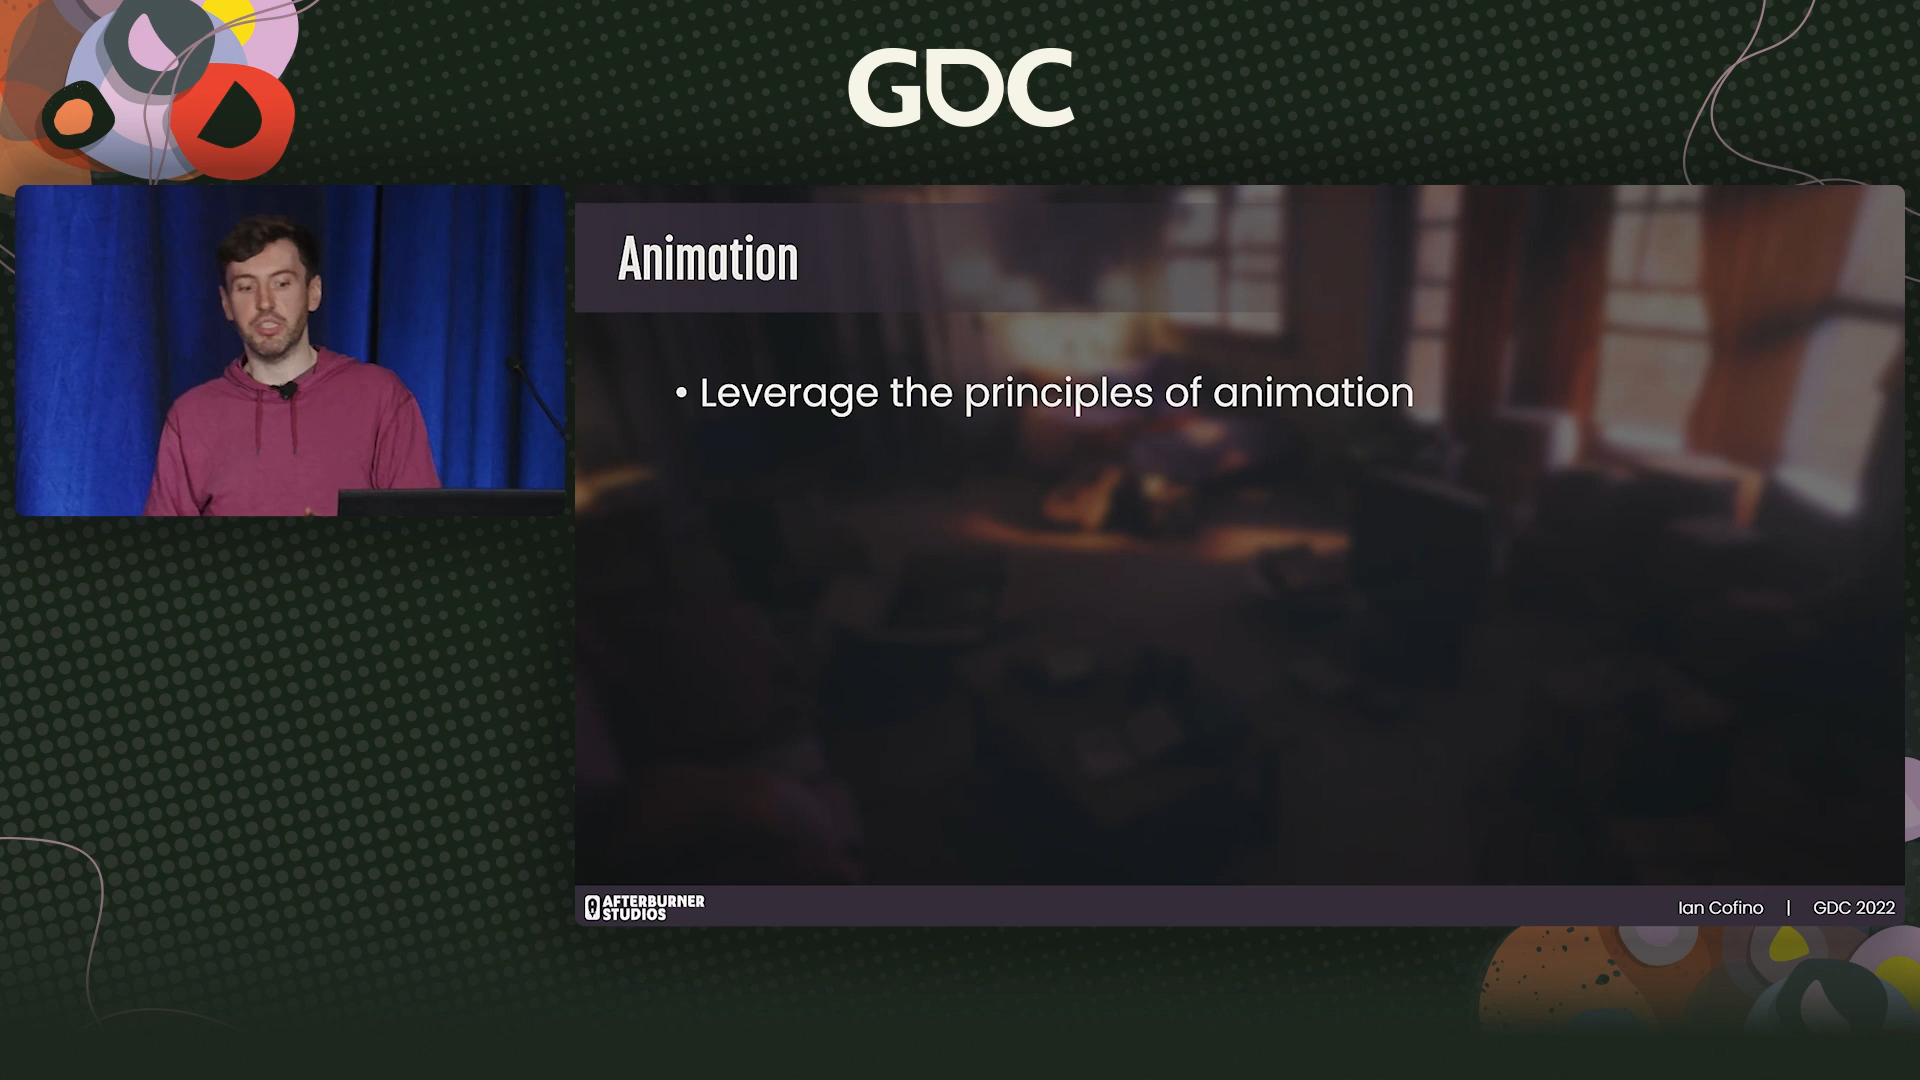 GDC
Animation
• Leverage the principles of animation
AFTERBURNER
STUDIOS
Ian Cofino | GDC 2022